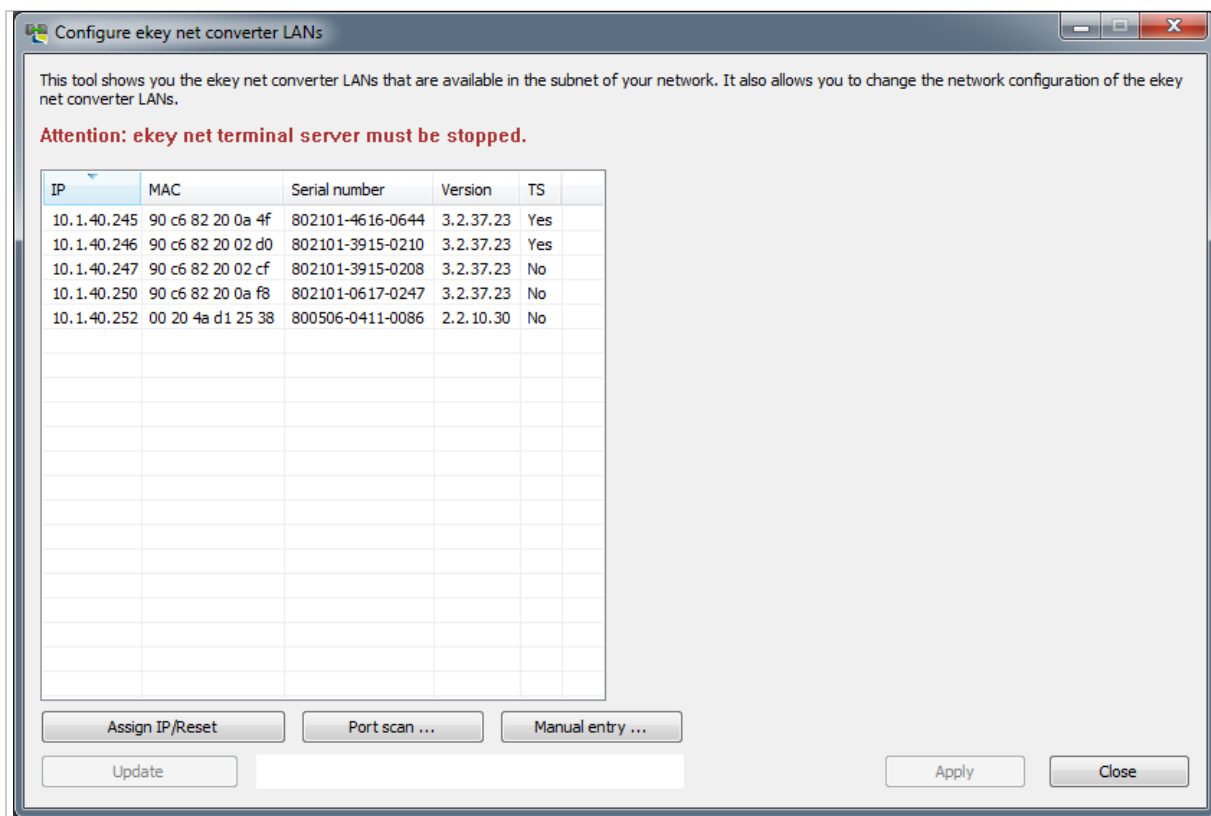 Configure ekey net converter LANs
This tool shows you the ekey net converter LANs that are available in the subnet of your network. It also allows you to change the network configuration of the ekey
net converter LANs.
Attention: ekey net terminal server must be stopped.
IP MAC Serial number Version TS
10.1.40.245 90 c6 82 20 0a 4f 802101-4616-0644 3.2.37.23 Yes
10.1.40.246 90 c6 82 20 02 d0 802101-3915-0210 3.2.37.23 Yes
10.1.40.247 90 c6 82 20 02 cf 802101-3915-0208 3.2.37.23 No
10.1.40.250 90 c6 82 20 0a f8 802101-0617-0247 3.2.37.23 No
10.1.40.252 00 20 4a d1 25 38 800506-0411-0086 2.2.10.30 No
Assign IP/Reset Port scan ... Manual entry ...
Update Apply Close